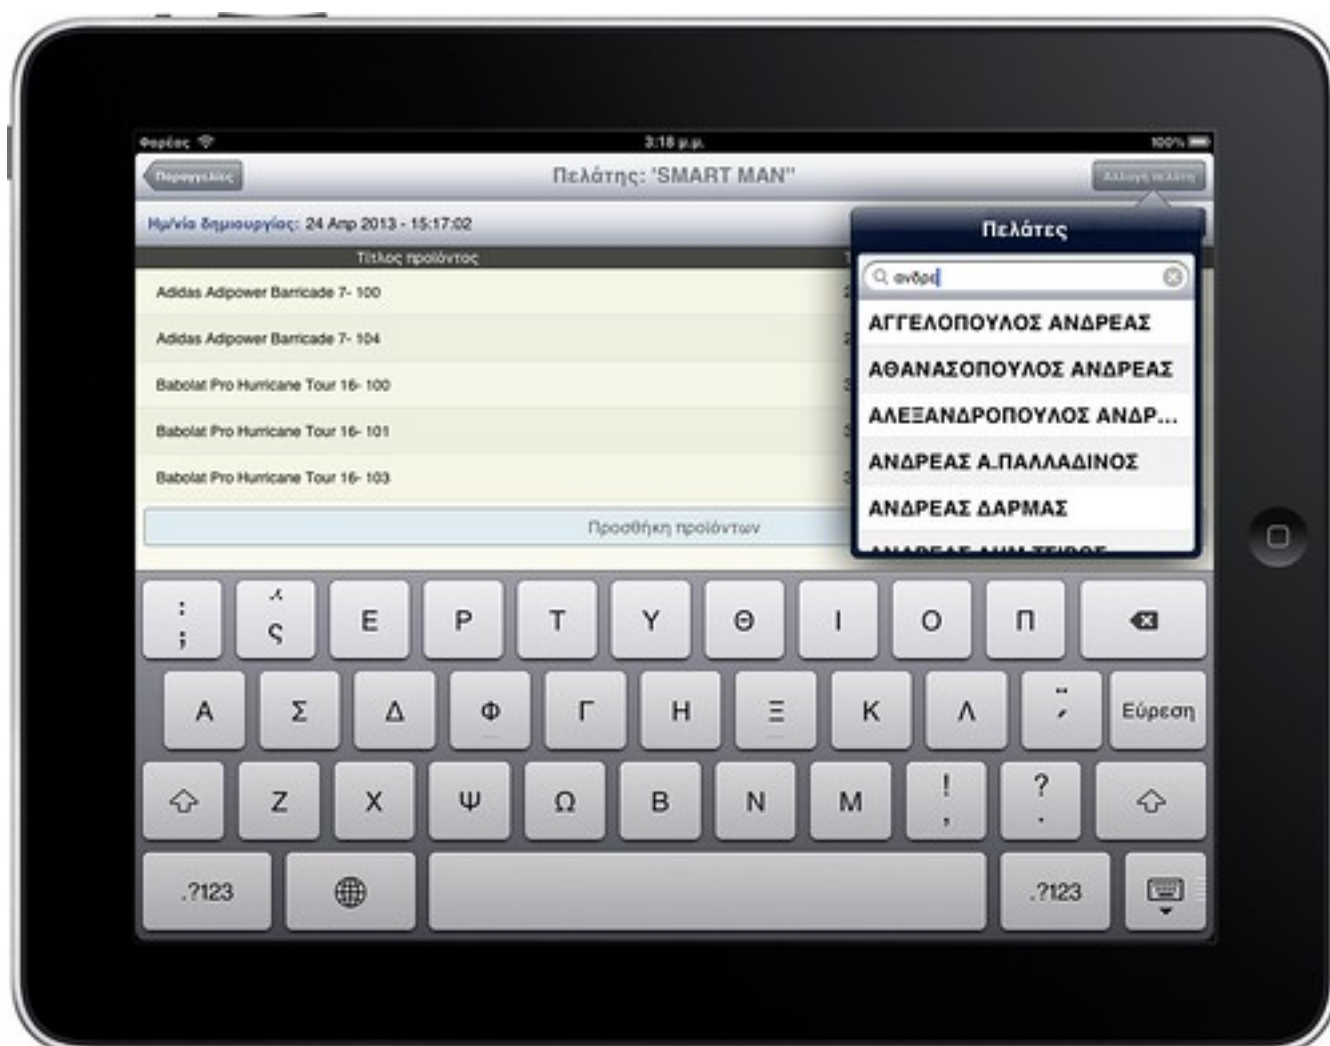 Φορέας 3:18 μ.μ. 100%
Παραγγελίες Πελάτης: 'SMART MAN" Αλλαγή πελάτη
Ημ/νία δημιουργίας: 24 Απρ 2013 - 15:17:02
Τίτλος προϊόντος
Adidas Adipower Barricade 7- 100
Adidas Adipower Barricade 7- 104
Babolat Pro Hurricane Tour 16- 100
Babolat Pro Hurricane Tour 16- 101
Babolat Pro Hurricane Tour 16- 103
Προσθήκη προϊόντων
Πελάτες
ανδρε
ΑΓΓΕΛΟΠΟΥΛΟΣ ΑΝΔΡΕΑΣ
ΑΘΑΝΑΣΟΠΟΥΛΟΣ ΑΝΔΡΕΑΣ
ΑΛΕΞΑΝΔΡΟΠΟΥΛΟΣ ΑΝΔΡ...
ΑΝΔΡΕΑΣ Α.ΠΑΛΛΑΔΙΝΟΣ
ΑΝΔΡΕΑΣ ΔΑΡΜΑΣ
: ; ς Ε Ρ Τ Υ Θ Ι Ο Π
Α Σ Δ Φ Γ Η Ξ Κ Λ Εύρεση
Ζ Χ Ψ Ω Β Ν Μ ! , ? .
.?123 .?123